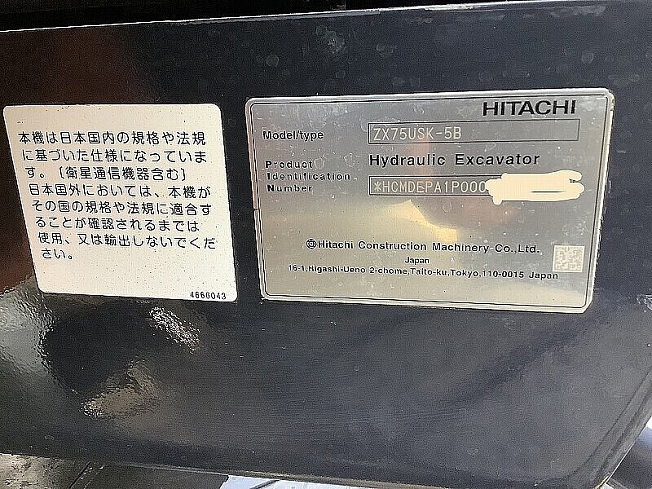 本機は日本国内の規格や法規
に基づいた仕様になっていま
す。〔衛星通信機器含む〕
日本国外においては、本機が
その国の規格や法規に適合す
ることが確認されるまでは
使用、又は輸出しないでくだ
さい。
4660043
HITACHI
Model/type ZX75USK-5B
Product Hydraulic Excavator
Identification
Number *HCMDEPA1P000
@Hitachi Construction Machinery Co.,Ltd.
Japan
16-1,Higashi-Ueno 2-chome,Taito-ku,Tokyo,110-0015 Japan